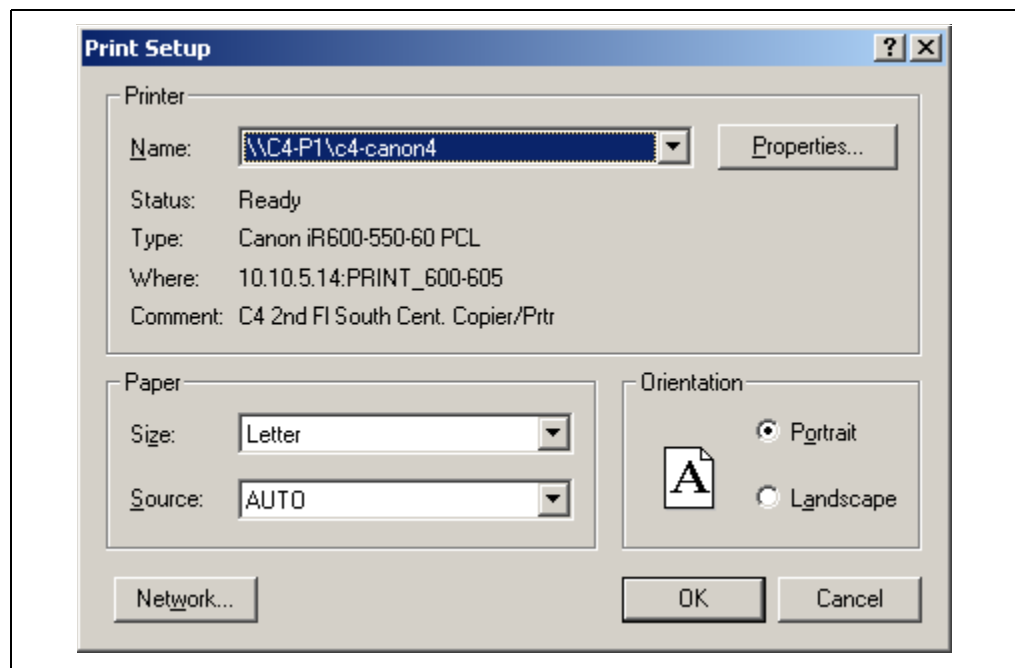 Print Setup
Printer
Name: \\C4-P1\c4-canon4 Properties...
Status: Ready
Type: Canon iR600-550-60 PCL
Where: 10.10.5.14:PRINT_600-605
Comment: C4 2nd Fl South Cent. Copier/Prtr
Paper
Size: Letter
Source: AUTO
Orientation
A
Portrait
Landscape
Network... OK Cancel